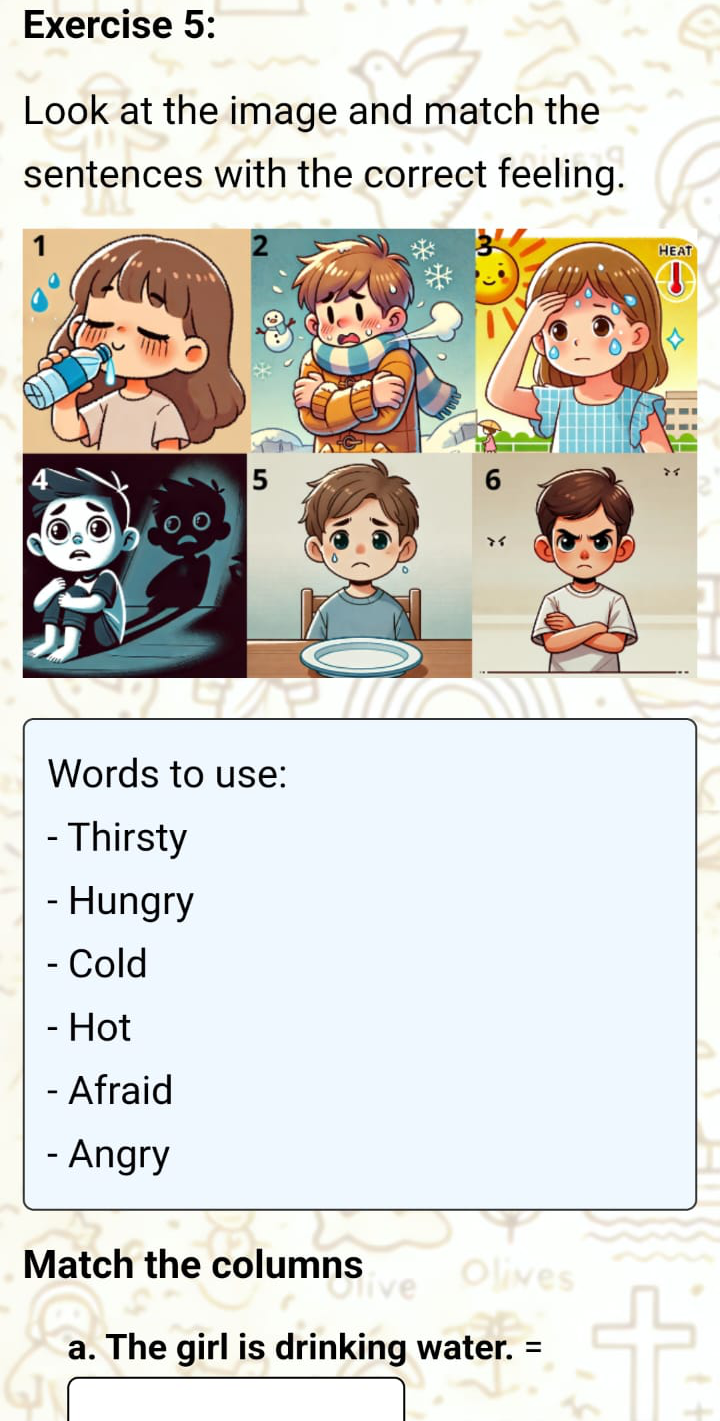 Exercise 5:
Look at the image and match the
sentences with the correct feeling.
1
2
3
HEAT
4
5
6
Words to use:
- Thirsty
- Hungry
- Cold
- Hot
- Afraid
- Angry
Match the columns
Olive
Olives
a. The girl is drinking water. =